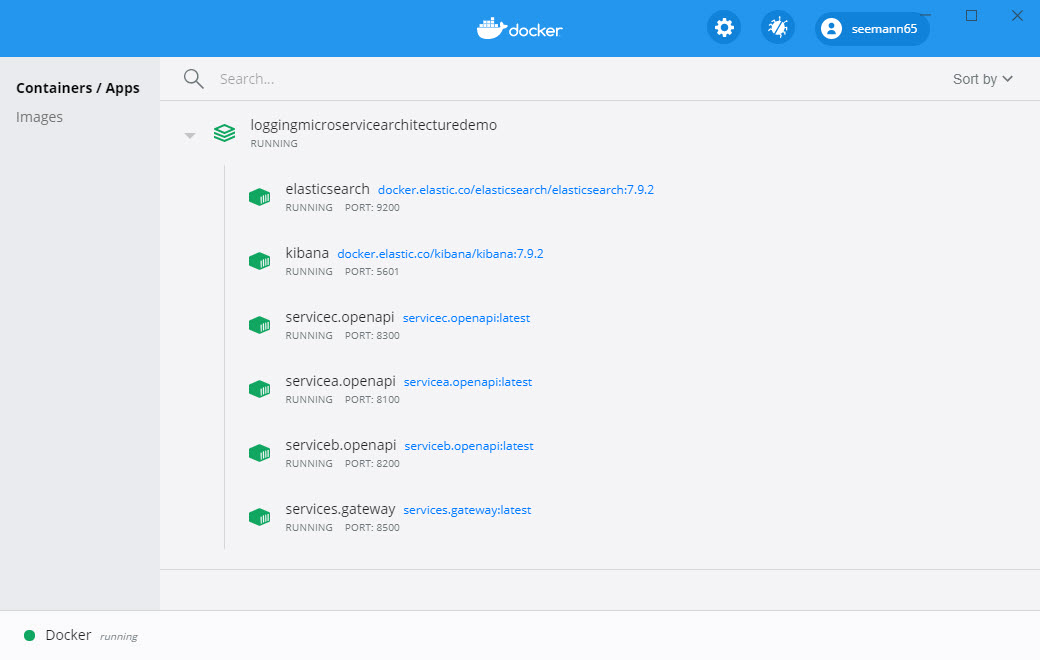 docker
seemann65
Containers / Apps
Images
Search...
Sort by
loggingmicroservicearchitecturedemo
RUNNING
elasticsearch docker.elastic.co/elasticsearch/elasticsearch:7.9.2
RUNNING PORT: 9200
kibana docker.elastic.co/kibana/kibana:7.9.2
RUNNING PORT: 5601
servicec.openapi servicec.openapi:latest
RUNNING PORT: 8300
servicea.openapi servicea.openapi:latest
RUNNING PORT: 8100
serviceb.openapi serviceb.openapi:latest
RUNNING PORT: 8200
services.gateway services.gateway:latest
RUNNING PORT: 8500
Docker running